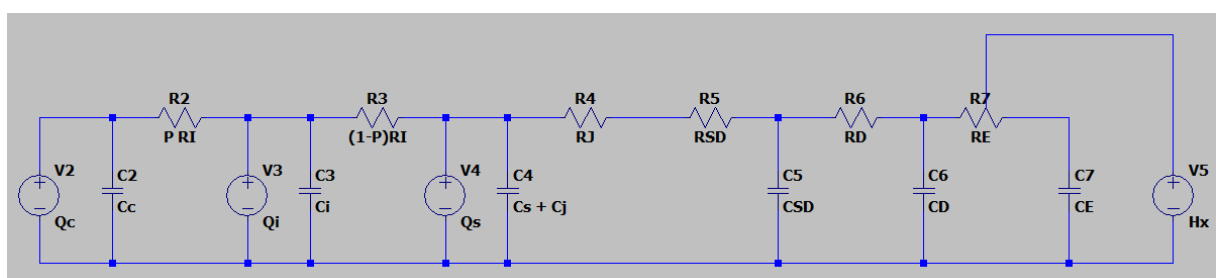 R2
P RI
R3
(1-P)RI
R4
RJ
R5
RSD
R6
RD
R7
RE
V2
Qc
C2
Cc
V3
Qi
C3
Ci
V4
Qs
C4
Cs + Cj
C5
CSD
C6
CD
C7
CE
V5
Hx